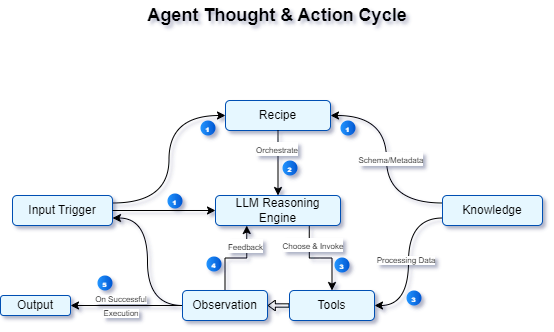 Agent Thought & Action Cycle
Recipe
1
1
Orchestrate
Schema/Metadata
2
1
Input Trigger
LLM Reasoning
Engine
Knowledge
Feedback
Choose & Invoke
4
3
Processing Data
5
3
On Successful
Execution
Output
Observation
Tools